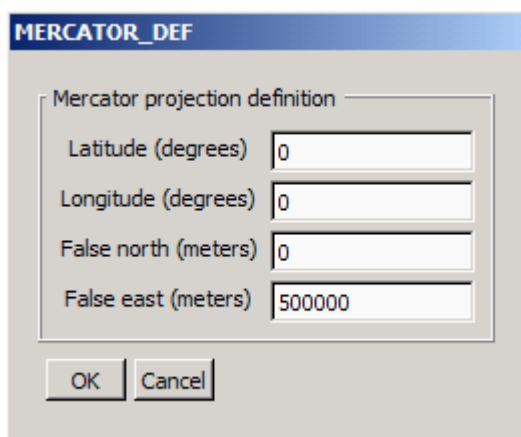 MERCATOR_DEF
Mercator projection definition
Latitude (degrees) 0
Longitude (degrees) 0
False north (meters) 0
False east (meters) 500000
OK Cancel